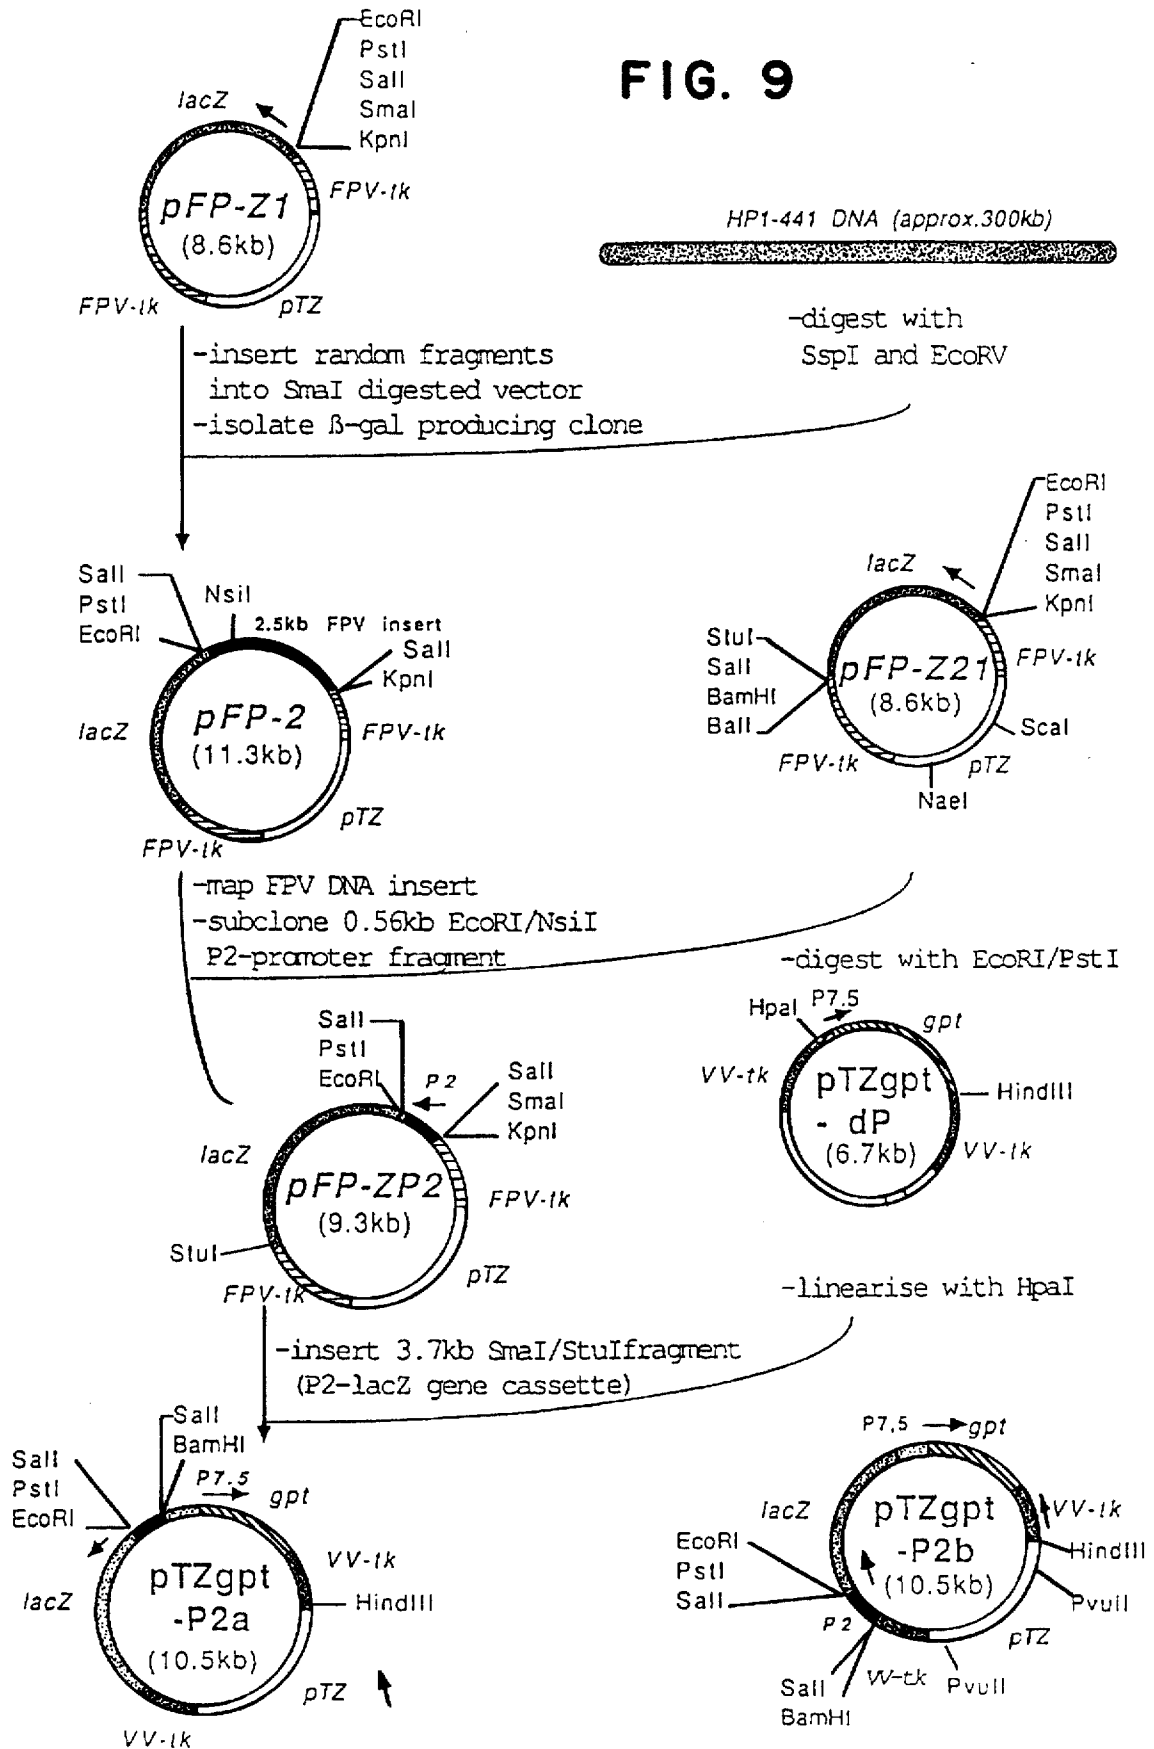 FIG. 9
EcoRI
PstI
SalI
SmaI
KpnI
lacZ
FPV-tk
pFP-Z1
(8.6kb)
FPV-tk
pTZ
HP1-441 DNA (approx.300kb)
-digest with
SspI and EcoRV
-insert random fragments
into SmaI digested vector
-isolate ß-gal producing clone
SalI
PstI
EcoRI
NsiI
2.5kb FPV insert
SalI
KpnI
lacZ
pFP-2
(11.3kb)
FPV-tk
pTZ
FPV-tk
EcoRI
PstI
SalI
SmaI
KpnI
lacZ
StuI
SalI
BamHI
BalI
pFP-Z21
(8.6kb)
FPV-tk
ScaI
FPV-tk
pTZ
NaeI
-map FPV DNA insert
-subclone 0.56kb EcoRI/NsiI
P2-promoter fragment
-digest with EcoRI/PstI
HpaI
P7.5
gpt
VV-tk
pTZgpt
- dP
(6.7kb)
HindIII
VV-tk
SalI
PstI
EcoRI
P2
SalI
SmaI
KpnI
lacZ
pFP-ZP2
(9.3kb)
FPV-tk
StuI
FPV-tk
pTZ
-linearise with HpaI
-insert 3.7kb SmaI/StuIfragment
(P2-lacZ gene cassette)
SalI
BamHI
SalI
PstI
EcoRI
P7.5
gpt
VV-tk
lacZ
pTZgpt
-P2a
(10.5kb)
HindIII
pTZ
VV-tk
P7,5
gpt
lacZ
pTZgpt
-P2b
(10.5kb)
VV-tk
HindIII
EcoRI
PstI
SalI
P2
PvuII
pTZ
VV-tk
PvuII
SalI
BamHI